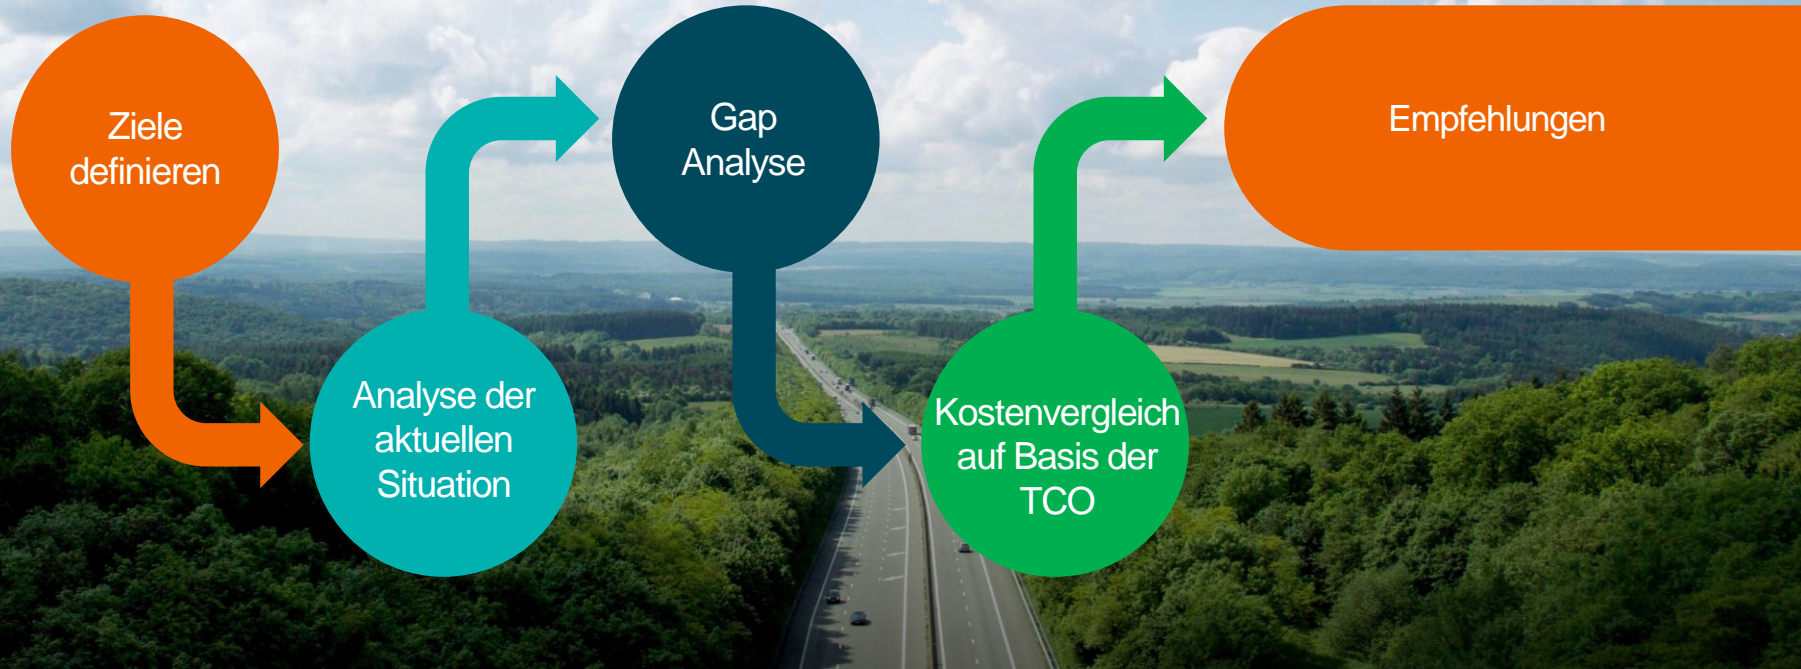 Ziele
definieren
Analyse der
aktuellen
Situation
Gap
Analyse
Kostenvergleich
auf Basis der
TCO
Empfehlungen